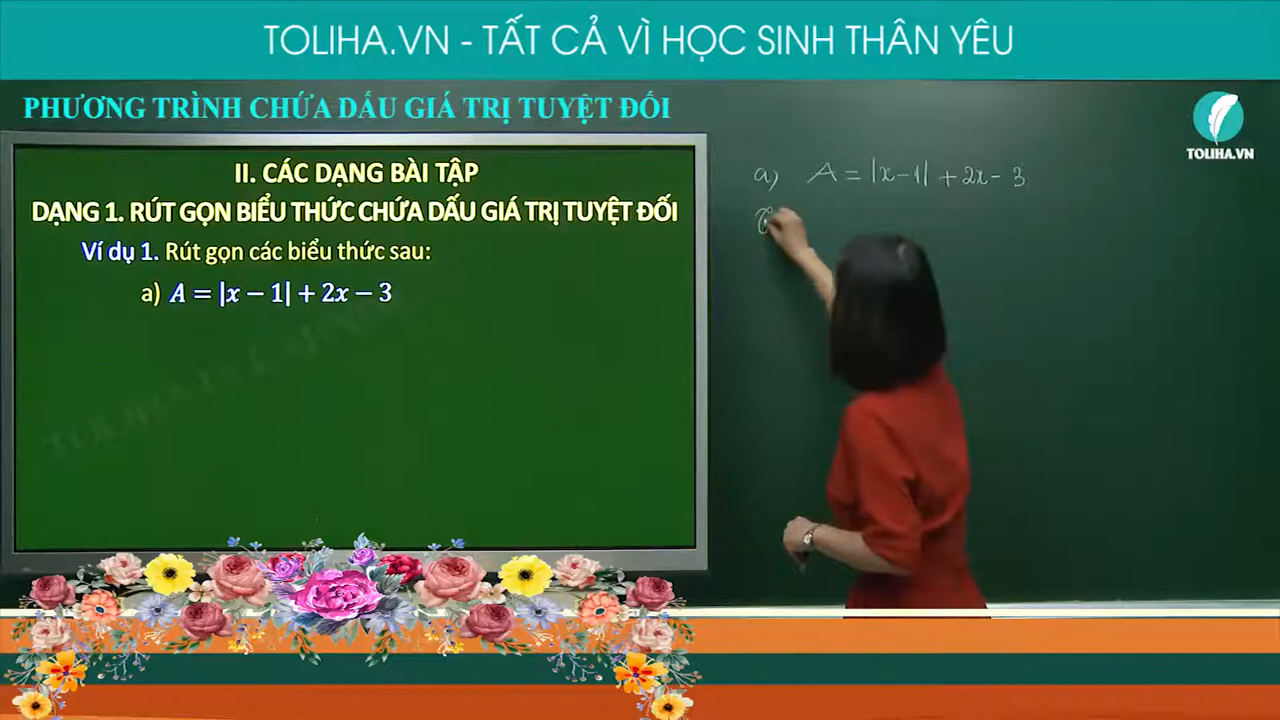 TOLIHA.VN - TẤT CẢ VÌ HỌC SINH THÂN YÊU
PHƯƠNG TRÌNH CHỨA DẤU GIÁ TRỊ TUYỆT ĐỐI
TOLIHA.VN
II. CÁC DẠNG BÀI TẬP
DẠNG 1. RÚT GỌN BIỂU THỨC CHỨA DẤU GIÁ TRỊ TUYỆT ĐỐI
Ví dụ 1. Rút gọn các biểu thức sau:
a) A = |x − 1| + 2x − 3
a) A = |x − 1| + 2x − 3